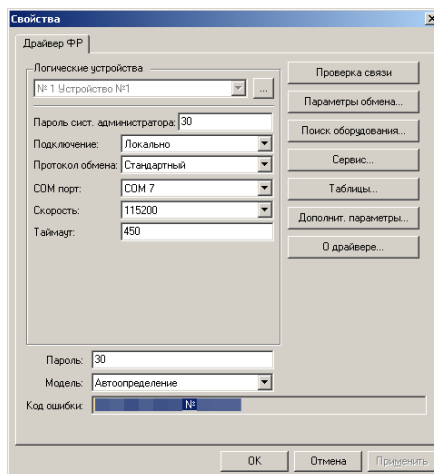 Свойства
Драйвер ФР
Логические устройства
№ 1 Устройство №1
...
Пароль сист. администратора: 30
Подключение: Локально
Протокол обмена: Стандартный
COM порт: COM 7
Скорость: 115200
Таймаут: 450
Проверка связи
Параметры обмена...
Поиск оборудования...
Сервис...
Таблицы...
Дополнит. параметры...
О драйвере...
Пароль: 30
Модель: Автоопределение
Код ошибки: №
OK Отмена Применить